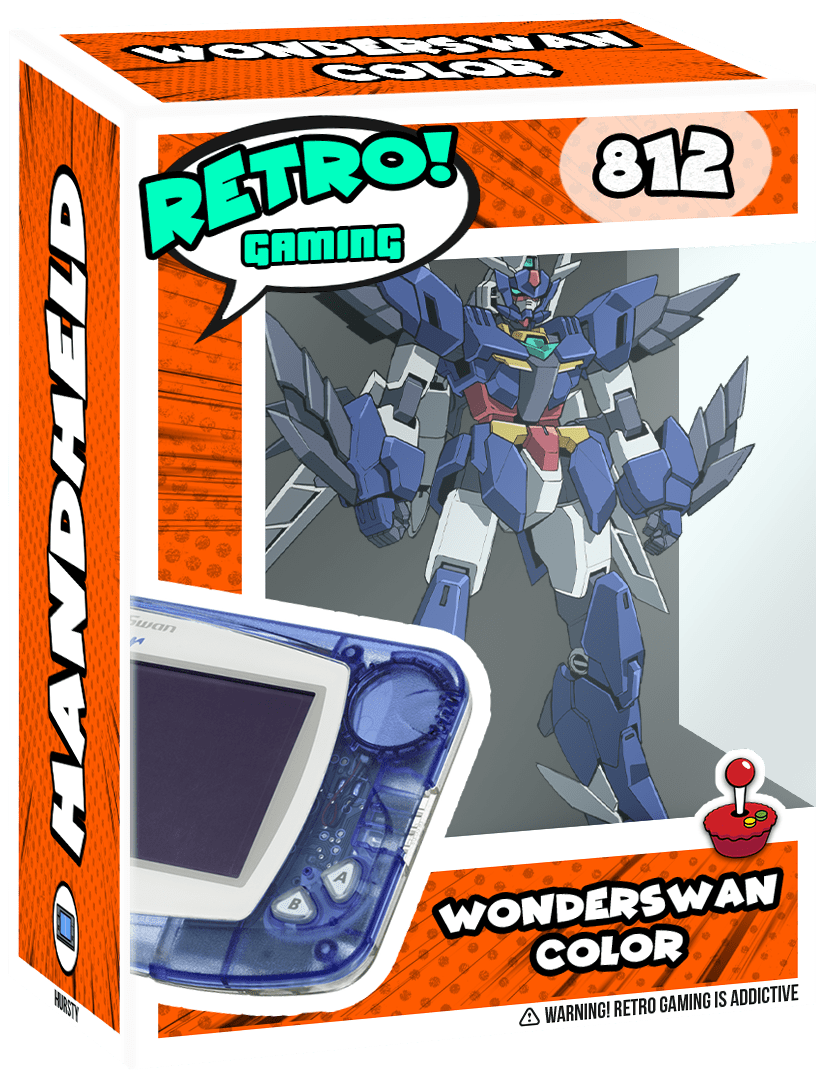 WONDERSWAN
COLOR
RETRO!
GAMING
812
HANDHELD
HURSTY
Swan
A
B
WONDERSWAN
COLOR
WARNING! RETRO GAMING IS ADDICTIVE